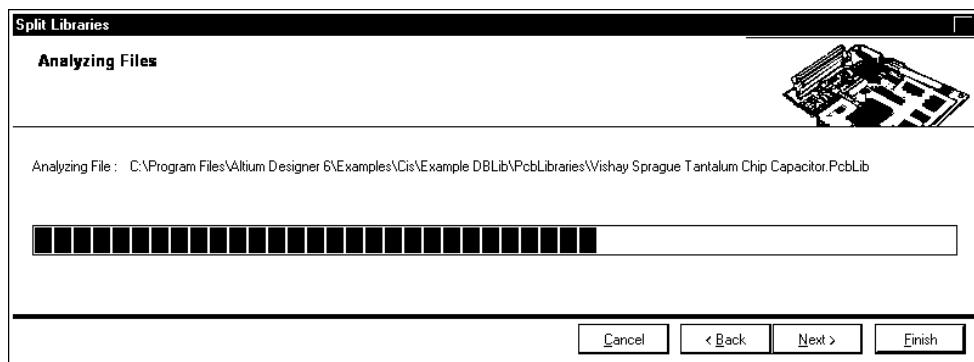 Split Libraries
Analyzing Files
Analyzing File : C:\Program Files\Altium Designer 6\Examples\Cis\Example DBLib\PcbLibraries\Vishay Sprague Tantalum Chip Capacitor.PcbLib
Cancel < Back Next > Finish